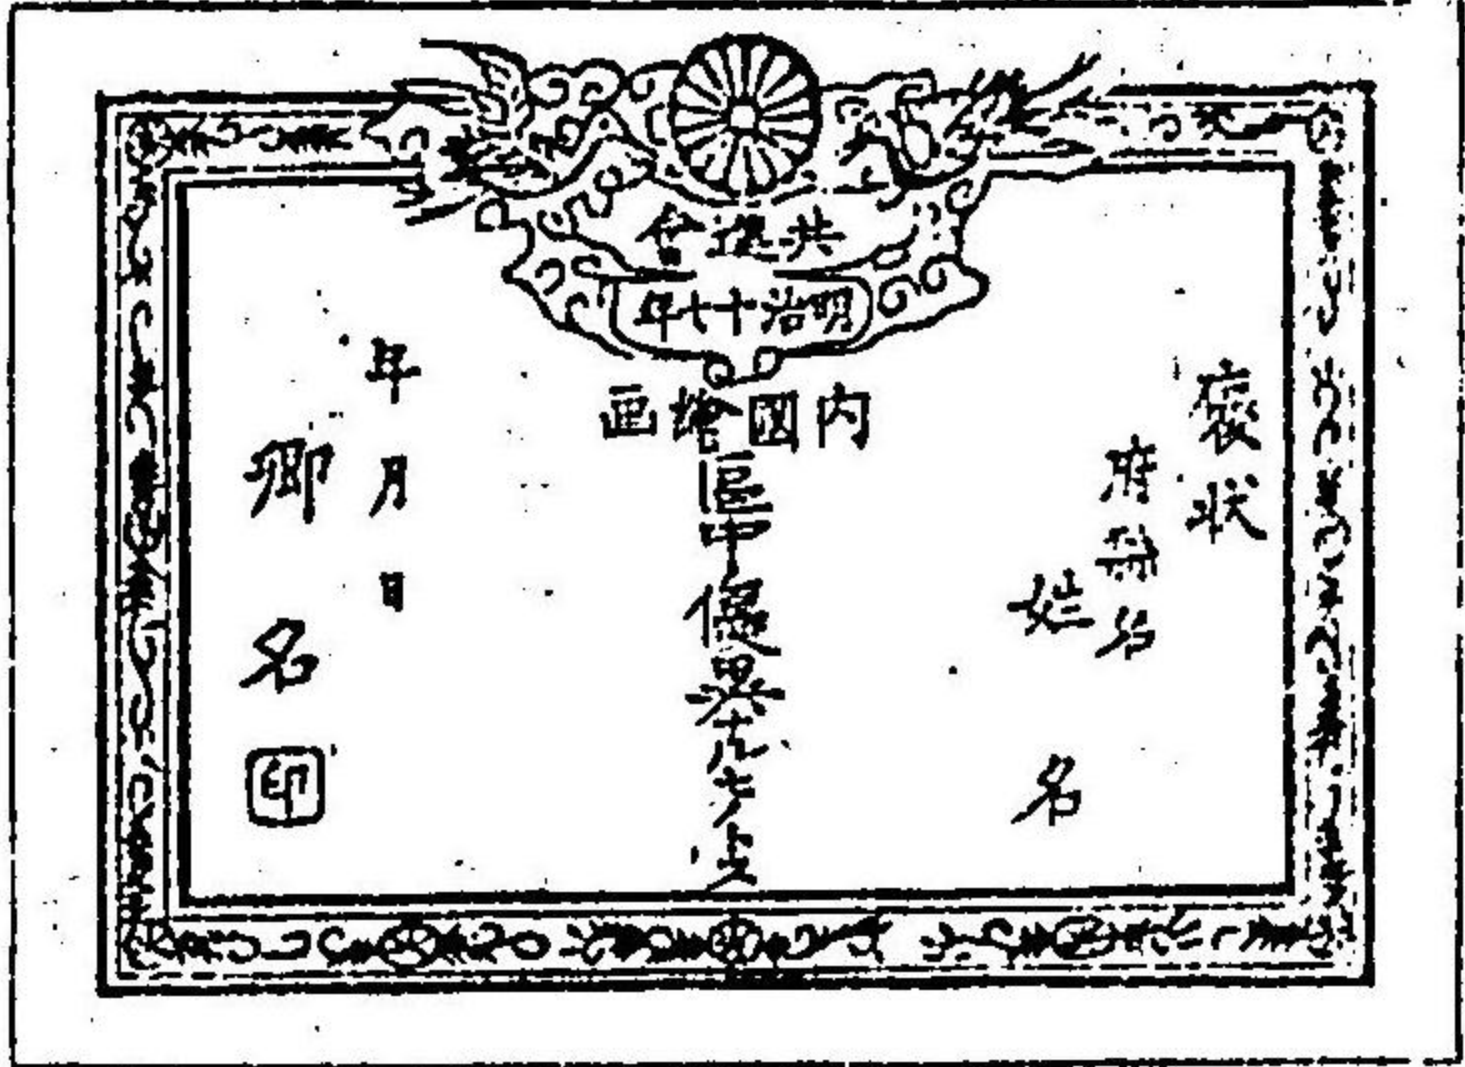 共進會
明治十七年
内國繪画
褒状
府縣名
姓名
區中優
年月日
卿名印